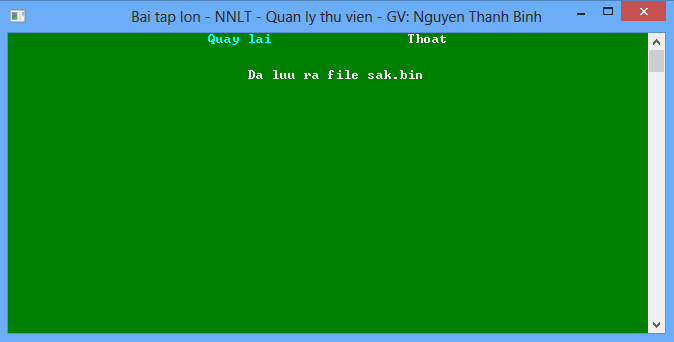 Bai tap lon - NNLT - Quan ly thu vien - GV: Nguyen Thanh Binh
Quay lai Thoat
Da luu ra file sak.bin